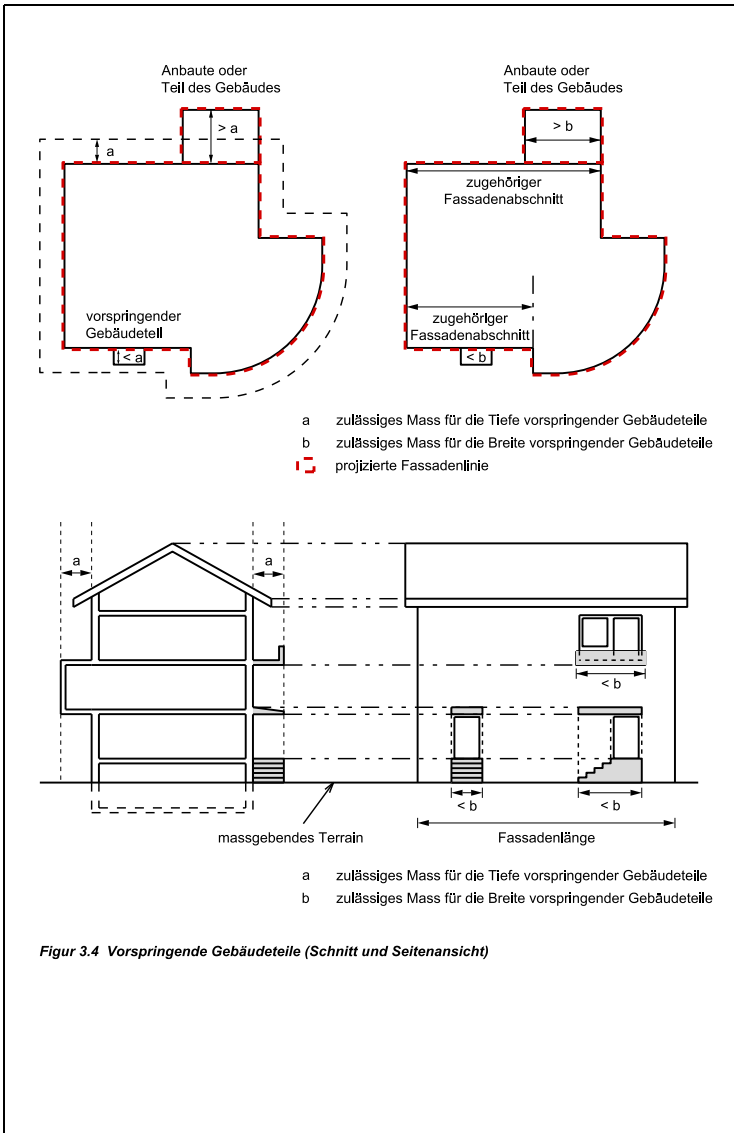 Anbaute oder
Teil des Gebäudes
> a
a
vorspringender
Gebäudeteil
< a
Anbaute oder
Teil des Gebäudes
> b
zugehöriger
Fassadenabschnitt
zugehöriger
Fassadenabschnitt
< b
a zulässiges Mass für die Tiefe vorspringender Gebäudeteile
b zulässiges Mass für die Breite vorspringender Gebäudeteile
projizierte Fassadenlinie
a
a
< b
< b
< b
massgebendes Terrain
Fassadenlänge
a zulässiges Mass für die Tiefe vorspringender Gebäudeteile
b zulässiges Mass für die Breite vorspringender Gebäudeteile
Figur 3.4 Vorspringende Gebäudeteile (Schnitt und Seitenansicht)